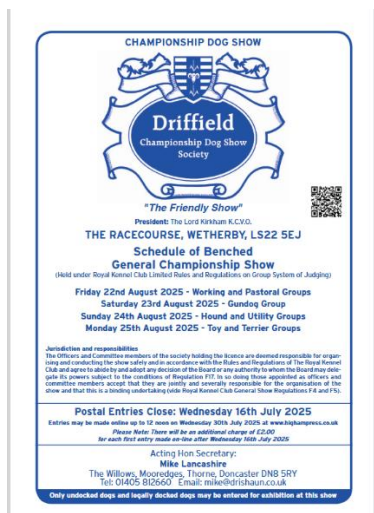 CHAMPIONSHIP DOG SHOW
Driffield
Championship Dog Show
Society
"The Friendly Show"
President: The Lord Kirkham K.C.V.O.
THE RACECOURSE, WETHERBY, LS22 5EJ
Schedule of Benched
General Championship Show
(Held under Royal Kennel Club Limited Rules and Regulations on Group System of Judging)
Friday 22nd August 2025 - Working and Pastoral Groups
Saturday 23rd August 2025 - Gundog Group
Sunday 24th August 2025 - Hound and Utility Groups
Monday 25th August 2025 - Toy and Terrier Groups
Jurisdiction and responsibilities
The Officers and Committee members of the society holding the licence are deemed responsible for organ-
ising and conducting the show safely and in accordance with the Rules and Regulations of The Royal Kennel
Club and agree to abide by and adopt any decision of the Board or any authority to whom the Board may dele-
gate its powers subject to the conditions of Regulation F17. In so doing those appointed as officers and
committee members accept that they are jointly and severally responsible for the organisation of the
show and that this is a binding undertaking (vide Royal Kennel Club General Show Regulations F4 and F5).
Postal Entries Close: Wednesday 16th July 2025
Entries may be made online up to 12 noon on Wednesday 30th July 2025 at www.highampress.co.uk
Please Note: There will be an additional charge of £2.00
for each first entry made on-line after Wednesday 16th July 2025
Acting Hon Secretary:
Mike Lancashire
The Willows, Mooredges, Thorne, Doncaster DN8 5RY
Tel: 01405 812660 Email: mike@drishaun.co.uk
Only undocked dogs and legally docked dogs may be entered for exhibition at this show